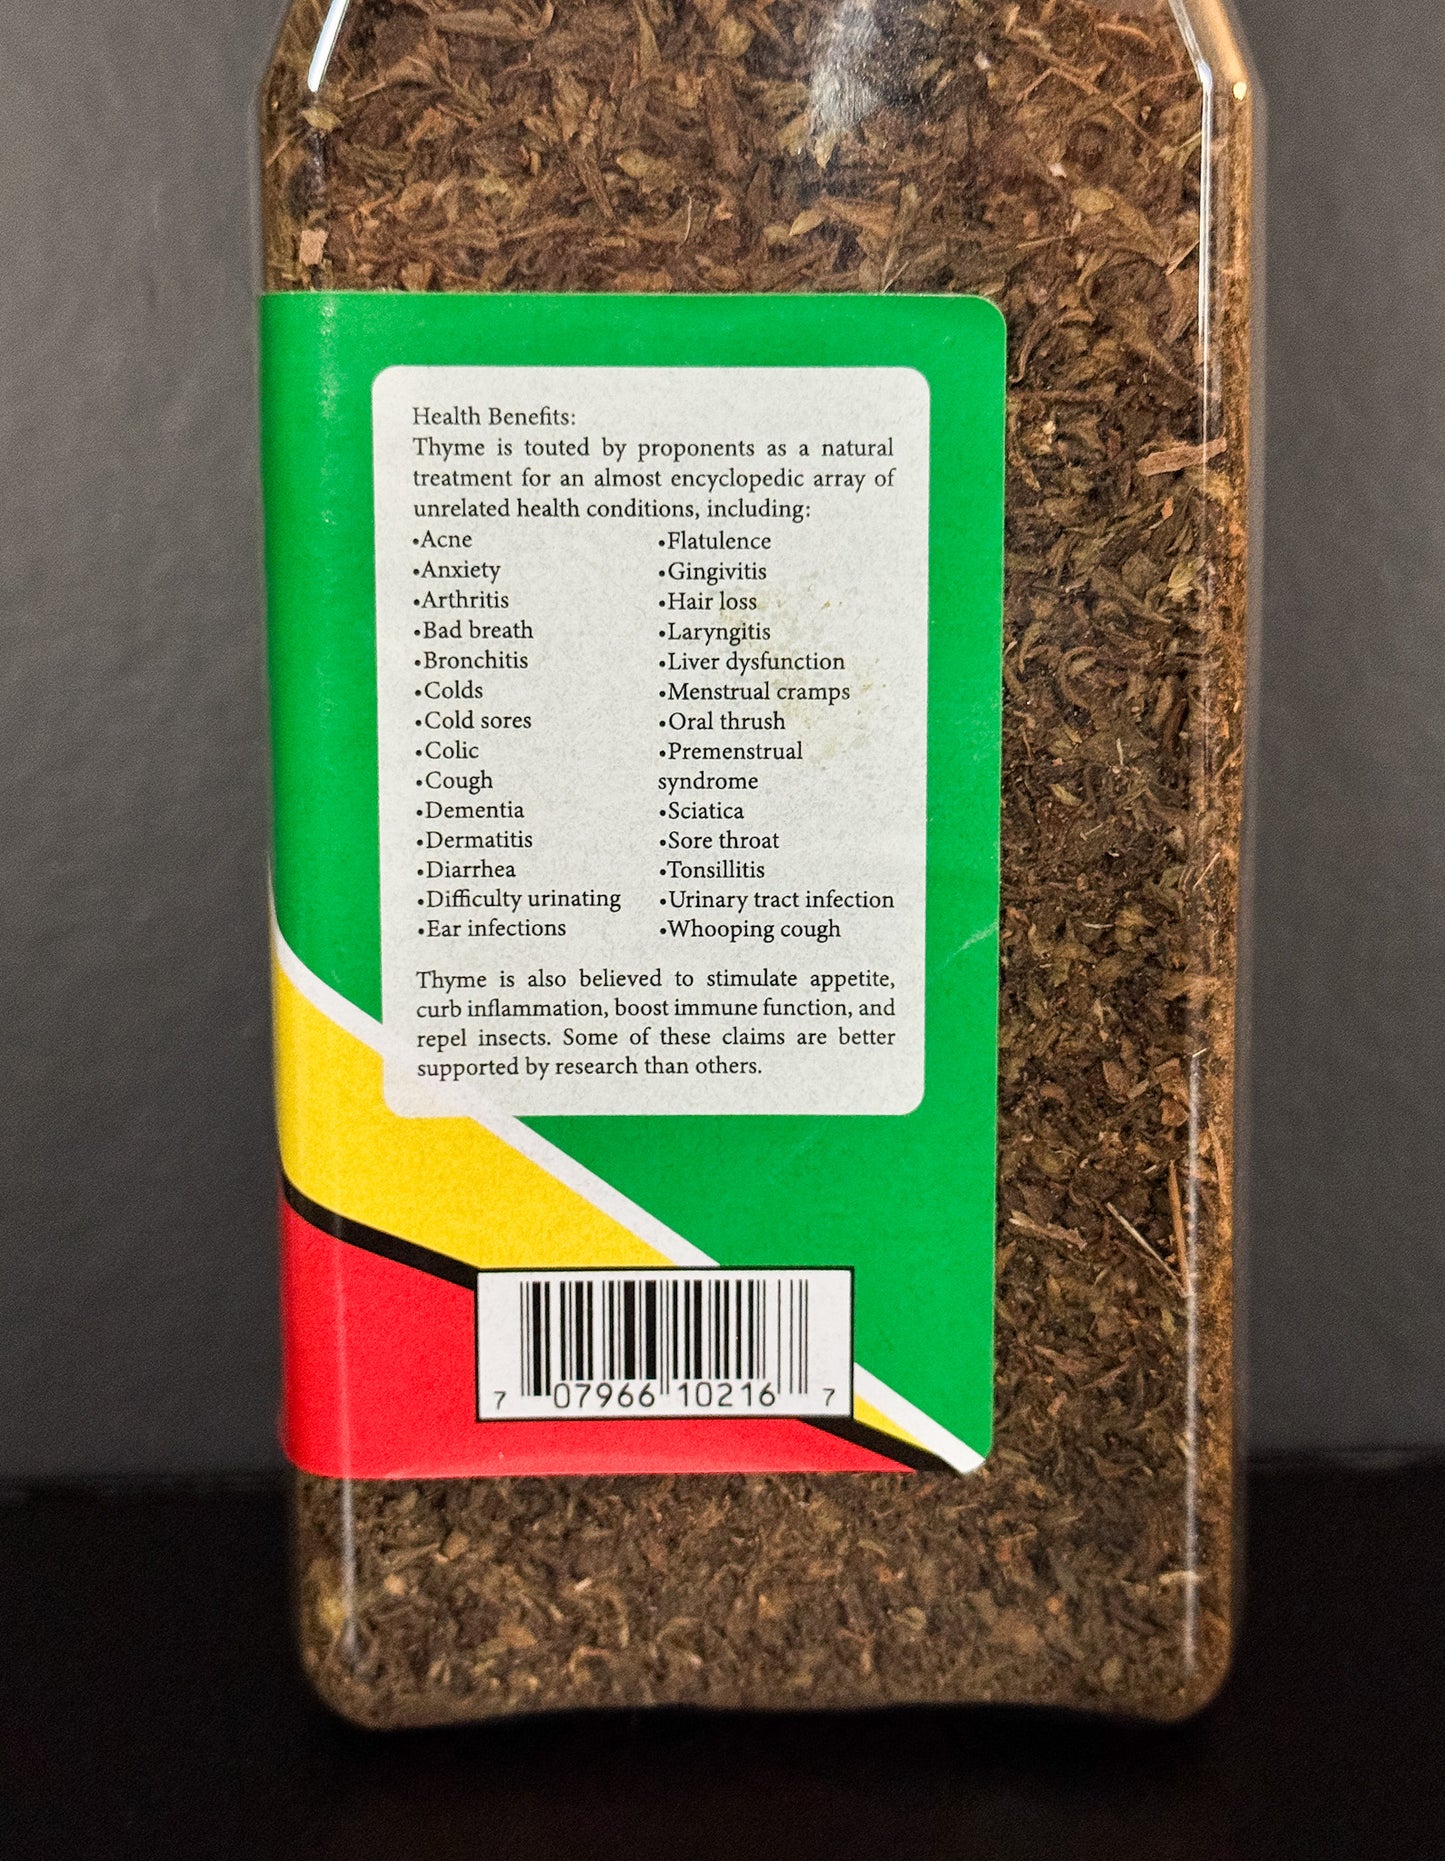 Health Benefits:
Thyme is touted by proponents as a natural
treatment for an almost encyclopedic array of
unrelated health conditions, including:
•Acne
•Anxiety
•Arthritis
•Bad breath
•Bronchitis
•Colds
•Cold sores
•Colic
•Cough
•Dementia
•Dermatitis
•Diarrhea
•Difficulty urinating
•Ear infections
•Flatulence
•Gingivitis
•Hair loss
•Laryngitis
•Liver dysfunction
•Menstrual cramps
•Oral thrush
•Premenstrual
syndrome
•Sciatica
•Sore throat
•Tonsillitis
•Urinary tract infection
•Whooping cough
Thyme is also believed to stimulate appetite,
curb inflammation, boost immune function, and
repel insects. Some of these claims are better
supported by research than others.
7 07966 10216 7